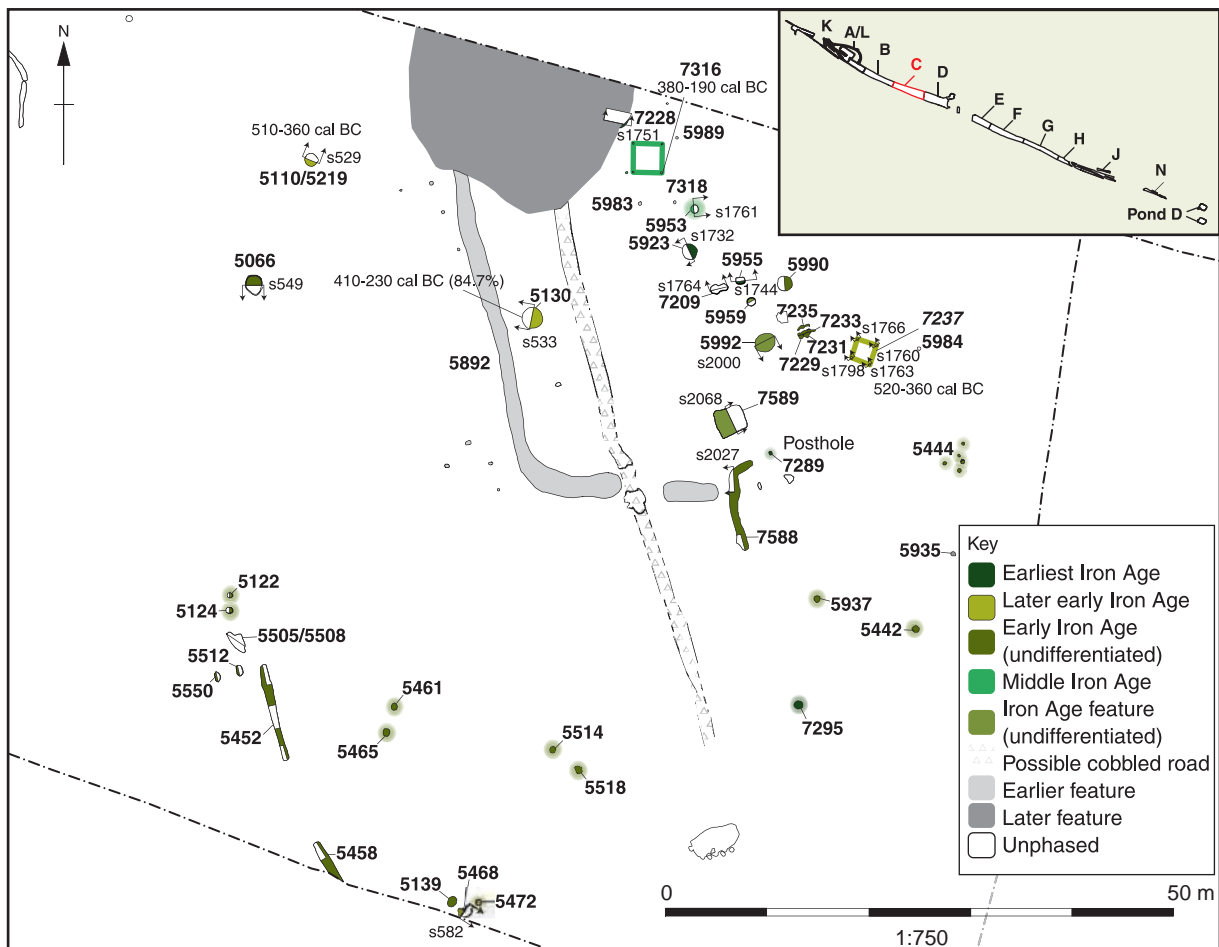 N
K
A/L
B
C
D
E
F
G
H
J
N
Pond D
7316
380-190 cal BC
7228
s1751
5989
510-360 cal BC
s529
5110/5219
7318
5983
5953
s1761
s1732
5923
5066
s549
5955
5990
s1764
s1744
7209
410-230 cal BC (84.7%)
5130
5959
7235
7233
s1766
7237
5992
7231
s1760
5984
s533
s2000
7229
s1798
s1763
520-360 cal BC
5892
s2068
7589
Posthole
s2027
7289
5444
7588
5935
5122
5124
5937
5442
5505/5508
5512
5550
5461
5452
5465
7295
5514
5518
5458
5468
5139
5472
s582
Key
Earliest Iron Age
Later early Iron Age
Early Iron Age
(undifferentiated)
Middle Iron Age
Iron Age feature
(undifferentiated)
Possible cobbled road
Earlier feature
Later feature
Unphased
0
50 m
1:750